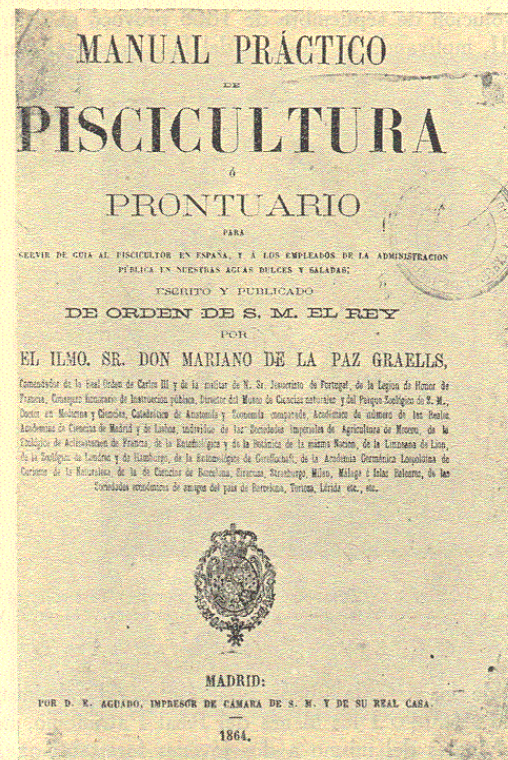 MANUAL PRÁCTICO
DE
PISCICULTURA
Ó
PRONTUARIO
PARA
SERVIR DE GUIA AL PISCICULTOR EN ESPAÑA, Y Á LOS EMPLEADOS DE LA ADMINISTRACION
PÚBLICA EN NUESTRAS AGUAS DULCES Y SALADAS;
ESCRITO Y PUBLICADO
DE ORDEN DE S. M. EL REY
POR
EL ILMO. SR. DON MARIANO DE LA PAZ GRAELLS,
Comendador de la Real Orden de Carlos III y de la militar de N. Sr. Jesucristo de Portugal, de la Legion de Honor de
Francia, Consejero honorario de Instruccion pública, Director del Museo de Ciencias naturales y del Parque Zoológico de S. M.,
Doctor en Medicina y Ciencias, Catedrático de Anatomía y Economía comparada, Académico de número de las Reales
Academias de Ciencias de Madrid y de Lisboa, individuo de las Sociedades imperiales de Agricultura de Moscou, de la
Zoológica de Aclimatacion de Francia, de la Entomológica y de la Botánica de la misma Nacion, de la Linneana de Lion,
de la Zoológica de Londres y de Hamburgo, de la Entomológica de de la Academia Germánica Leopoldina de
Curiosos de la Naturaleza, de la de Ciencias de Barcelona, Strasburgo, Milan, Málaga é Islas Baleares, de las
Sociedades económicas de amigos del pais de Barcelona, Tortosa, Lérida etc., etc.
MADRID:
POR D. E. AGUADO, IMPRESOR DE CÁMARA DE S. M. Y DE SU REAL CASA.
1864.